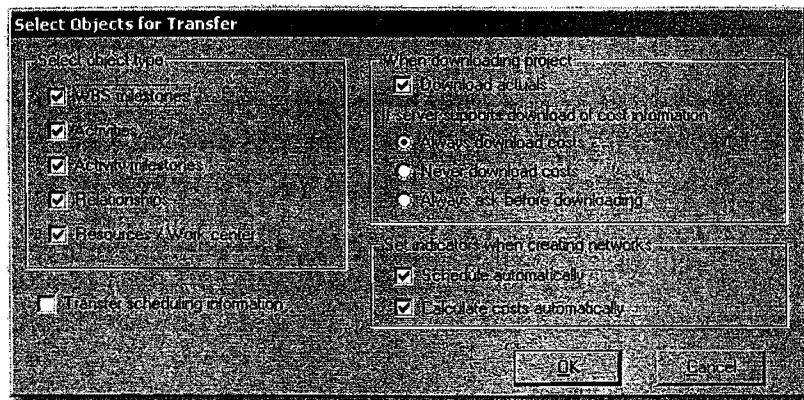 Select Objects for Transfer
Select object type
WBS milestones
Activities
Activity milestones
Relationships
Resources / Work center
Transfer scheduling information
When downloading project
Download actuals
If server supports download of cost information
Always download costs
Never download costs
Always ask before downloading
Set indicators when creating networks
Schedule automatically
Calculate costs automatically
OK
Cancel